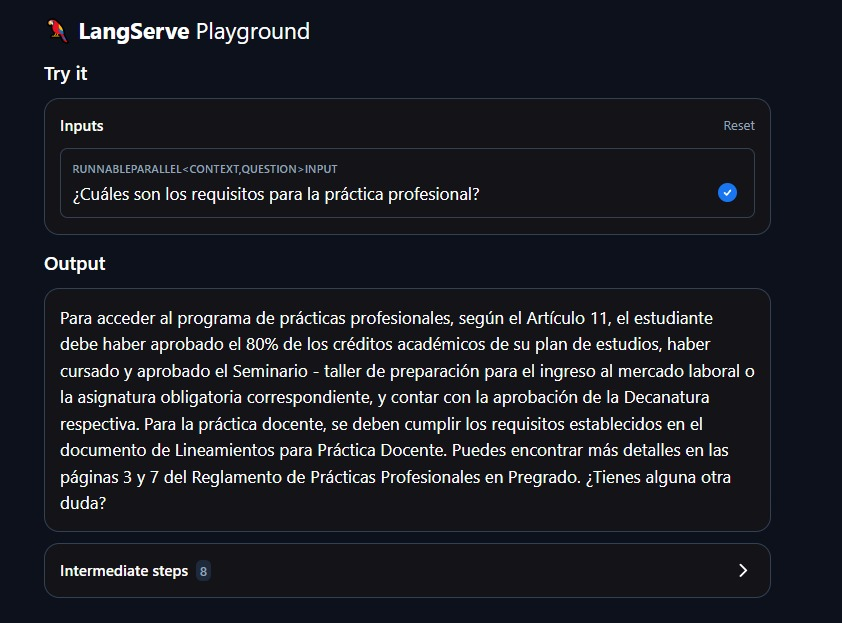 LangServe Playground
Try it
Inputs
Reset
RUNNABLEPARALLEL<CONTEXT,QUESTION>INPUT
¿Cuáles son los requisitos para la práctica profesional?
Output
Para acceder al programa de prácticas profesionales, según el Artículo 11, el estudiante
debe haber aprobado el 80% de los créditos académicos de su plan de estudios, haber
cursado y aprobado el Seminario - taller de preparación para el ingreso al mercado laboral o
la asignatura obligatoria correspondiente, y contar con la aprobación de la Decanatura
respectiva. Para la práctica docente, se deben cumplir los requisitos establecidos en el
documento de Lineamientos para Práctica Docente. Puedes encontrar más detalles en las
páginas 3 y 7 del Reglamento de Prácticas Profesionales en Pregrado. ¿Tienes alguna otra
duda?
Intermediate steps 8